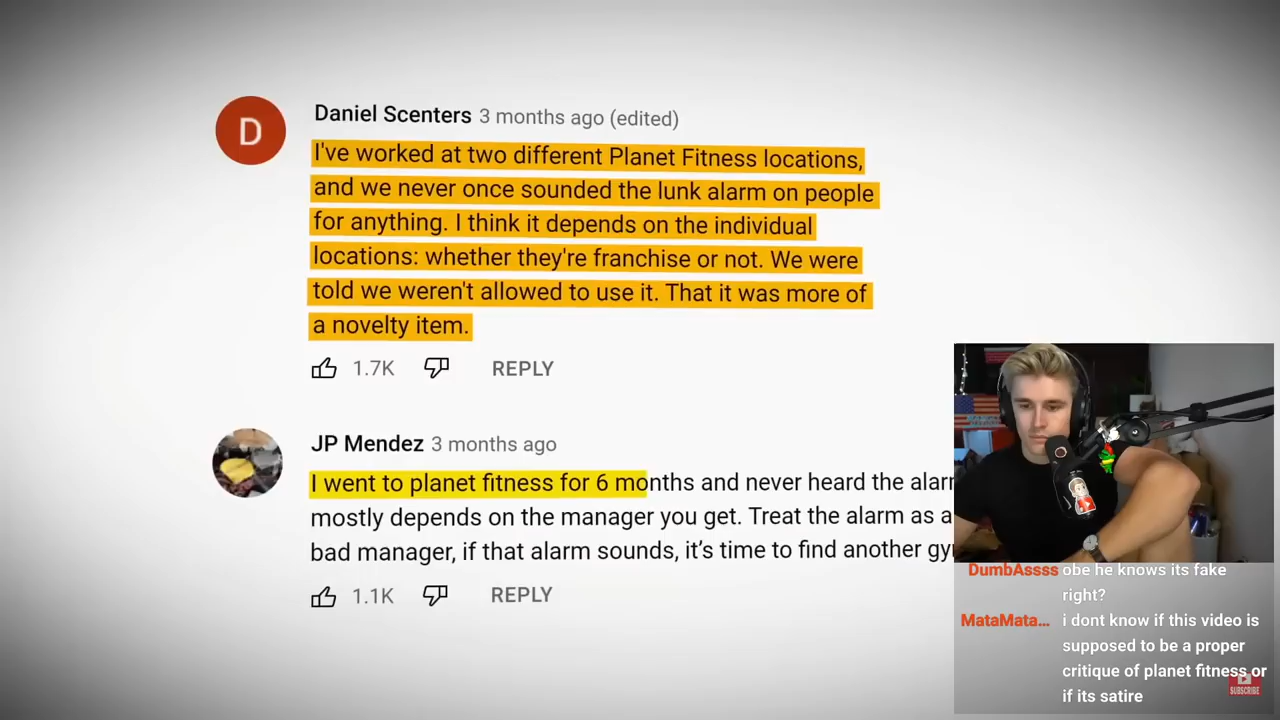 D
Daniel Scenters 3 months ago (edited)
I've worked at two different Planet Fitness locations,
and we never once sounded the lunk alarm on people
for anything. I think it depends on the individual
locations: whether they're franchise or not. We were
told we weren't allowed to use it. That it was more of
a novelty item.
1.7K REPLY
JP Mendez 3 months ago
I went to planet fitness for 6 months and never heard the alar
mostly depends on the manager you get. Treat the alarm as a
bad manager, if that alarm sounds, it's time to find another gy
1.1K REPLY
DumbAssss obe he knows its fake
right?
MataMata… i dont know if this video is
supposed to be a proper
critique of planet fitness or
if its satire
SUBSCRIBE